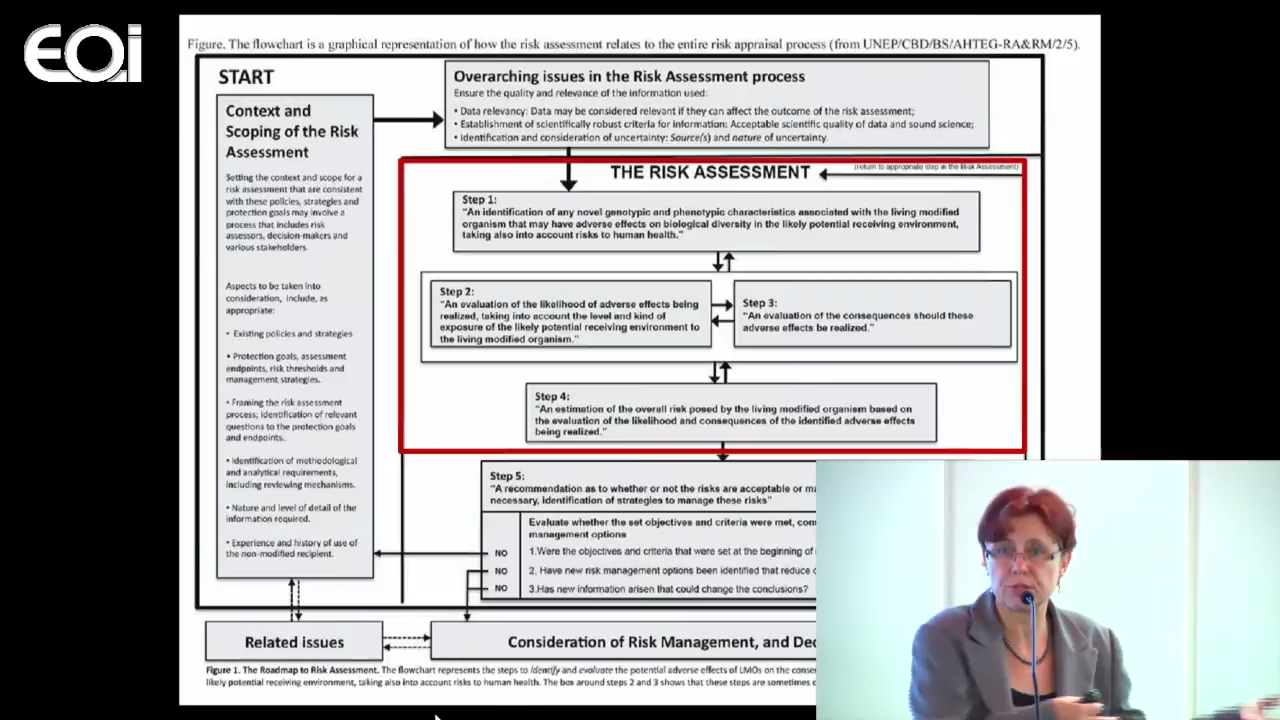 EOi
Figure. The flowchart is a graphical representation of how the risk assessment relates to the entire risk appraisal process (from UNEP/CBD/BS/AHTEG-RA&RM/2/5).
START
Context and
Scoping of the Risk
Assessment
Setting the context and scope for a
risk assessment that are consistent
with these policies, strategies and
protection goals may involve a
process that includes risk
assessors, decision-makers and
various stakeholders.
Aspects to be taken into
consideration, include, as
appropriate:
• Existing policies and strategies
• Protection goals, assessment
endpoints, risk thresholds and
management strategies.
• Framing the risk assessment
process; identification of relevant
questions to the protection goals
and endpoints.
• Identification of methodological
and analytical requirements,
including reviewing mechanisms.
• Nature and level of detail of the
information required.
• Experience and history of use of
the non-modified recipient.
Overarching issues in the Risk Assessment process
Ensure the quality and relevance of the information used:
• Data relevancy: Data may be considered relevant if they can affect the outcome of the risk assessment;
• Establishment of scientifically robust criteria for information: Acceptable scientific quality of data and sound science;
• Identification and consideration of uncertainty: Source(s) and nature of uncertainty.
THE RISK ASSESSMENT
(return to appropriate step in the Risk Assessment)
Step 1:
“An identification of any novel genotypic and phenotypic characteristics associated with the living modified
organism that may have adverse effects on biological diversity in the likely potential receiving environment,
taking also into account risks to human health.”
Step 2:
“An evaluation of the likelihood of adverse effects being
realized, taking into account the level and kind of
exposure of the likely potential receiving environment to
the living modified organism.”
Step 3:
“An evaluation of the consequences should these
adverse effects be realized.”
Step 4:
“An estimation of the overall risk posed by the living modified organism based on
the evaluation of the likelihood and consequences of the identified adverse effects
being realized.”
Step 5:
“A recommendation as to whether or not the risks are acceptable or ma
necessary, identification of strategies to manage these risks”
Evaluate whether the set objectives and criteria were met, con
management options
NO 1.Were the objectives and criteria that were set at the beginning of
NO 2. Have new risk management options been identified that reduce
NO 3.Has new information arisen that could change the conclusions?
Related issues
Consideration of Risk Management, and Dec
Figure 1. The Roadmap to Risk Assessment. The flowchart represents the steps to identify and evaluate the potential adverse effects of LMOs on the conse
likely potential receiving environment, taking also into account risks to human health. The box around steps 2 and 3 shows that these steps are sometimes